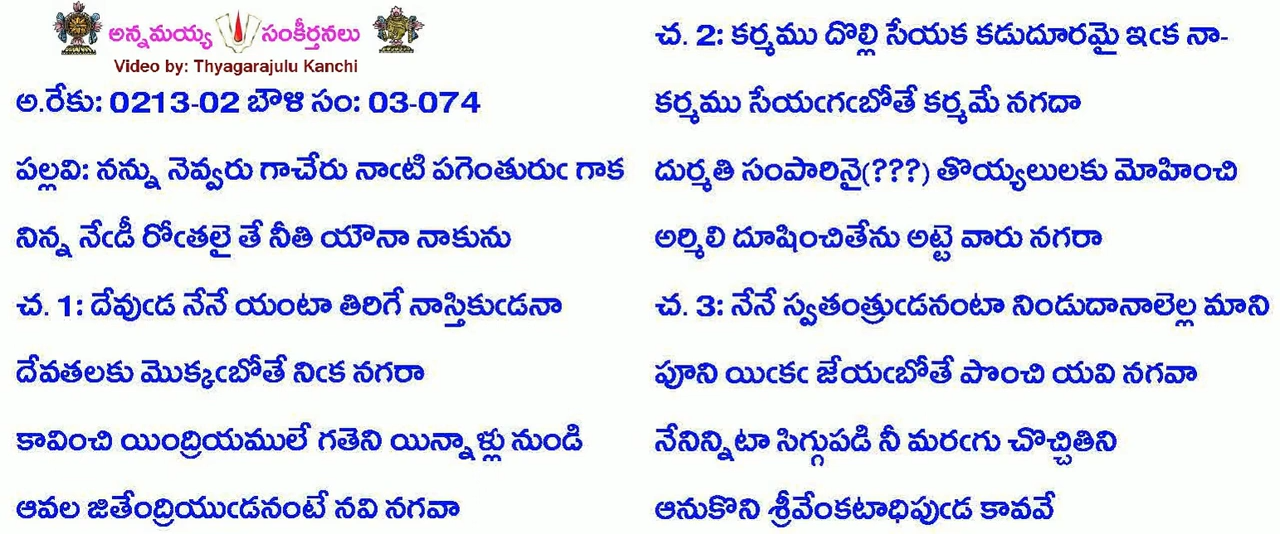 అన్నమయ్య సంకీర్తనలు
Video by: Thyagarajulu Kanchi
అ.రేకు: 0213-02 బౌళి సం: 03-074
పల్లవి: నన్ను నెవ్వరు గాచేరు నాఁటి పగెంతురుఁ గాక
నిన్న నేఁడీ రోఁతలై తే నీతి యౌనా నాకును
చ. 1: దేవుఁడ నేనే యంటా తిరిగే నాస్తికుఁడనా
దేవతలకు మొక్కఁబోతే నిఁక నగరా
కావించి యింద్రియములే గతెని యిన్నాళ్లు నుండి
ఆవల జితేంద్రియుఁడనంటే నవి నగవా
చ. 2: కర్మము దొల్లి సేయక కడుదూరమై ఇఁక నా-
కర్మము సేయఁగఁబోతే కర్మమే నగదా
దుర్మతి సంపారినై(???) తొయ్యలులకు మోహించి
అర్మిలి దూషించితేను అట్టె వారు నగరా
చ. 3: నేనే స్వతంత్రుఁడనంటా నిండుదానాలెల్ల మాని
పూని యిఁకఁ జేయఁబోతే పొంచి యవి నగవా
నేనిన్నిటా సిగ్గుపడి నీ మరఁగు చొచ్చితిని
ఆనుకొని శ్రీవేంకటాధిపుఁడ కావవే